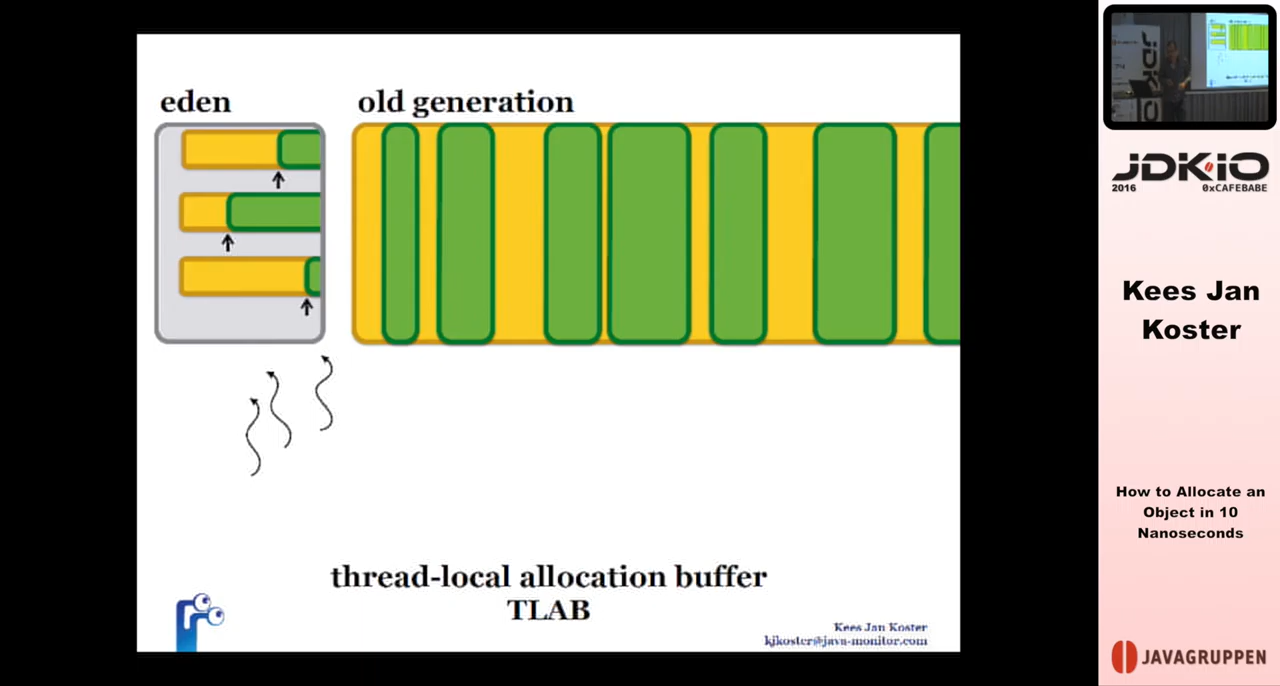 eden
old generation
thread-local allocation buffer
TLAB
Kees Jan Koster
kjkoster@java-monitor.com
JDK.iO
2016
0xCAFEBABE
Kees Jan
Koster
How to Allocate an
Object in 10
Nanoseconds
JAVAGRUPPEN